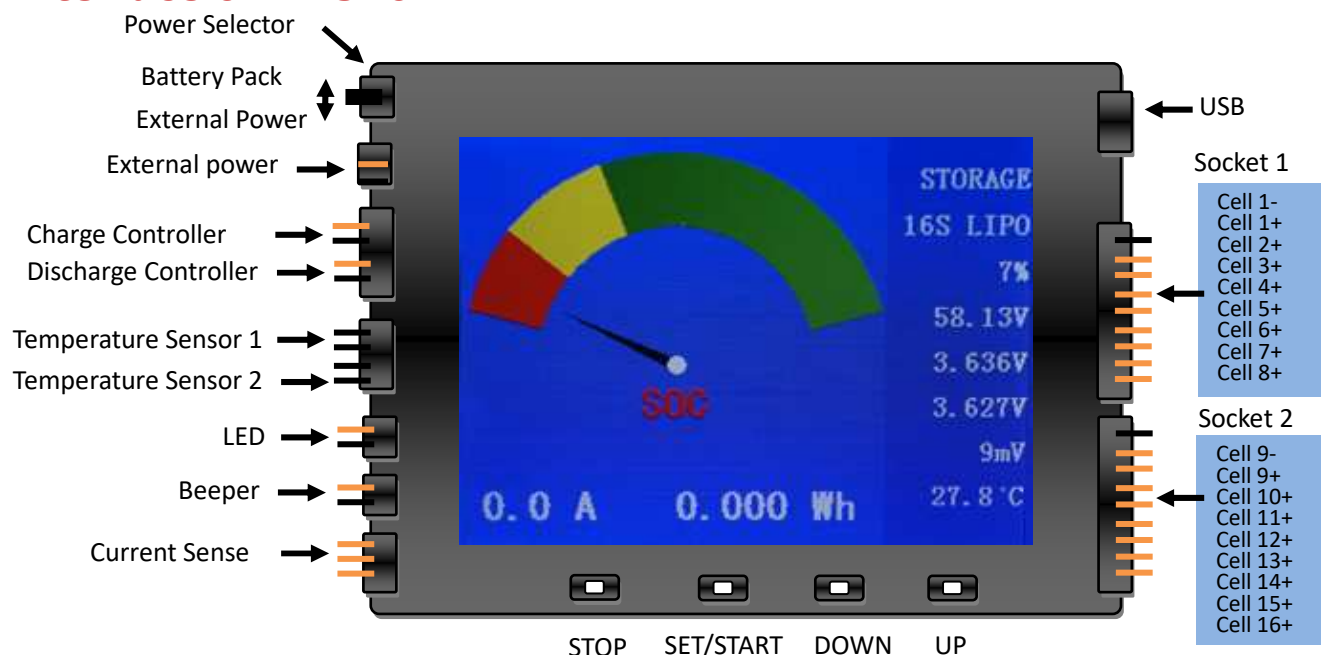 Power Selector
Battery Pack
External Power
External power
Charge Controller
Discharge Controller
Temperature Sensor 1
Temperature Sensor 2
LED
Beeper
Current Sense
STORAGE
16S LIPO
7%
58.13V
3.636V
3.627V
9mV
27.8°C
SOC
0.0 A 0.000 Wh
STOP SET/START DOWN UP
USB
Socket 1
Cell 1-
Cell 1+
Cell 2+
Cell 3+
Cell 4+
Cell 5+
Cell 6+
Cell 7+
Cell 8+
Socket 2
Cell 9-
Cell 9+
Cell 10+
Cell 11+
Cell 12+
Cell 13+
Cell 14+
Cell 15+
Cell 16+